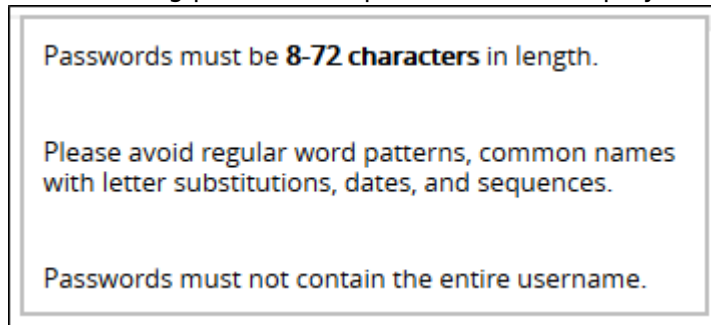 Passwords must be 8-72 characters in length.
Please avoid regular word patterns, common names
with letter substitutions, dates, and sequences.
Passwords must not contain the entire username.